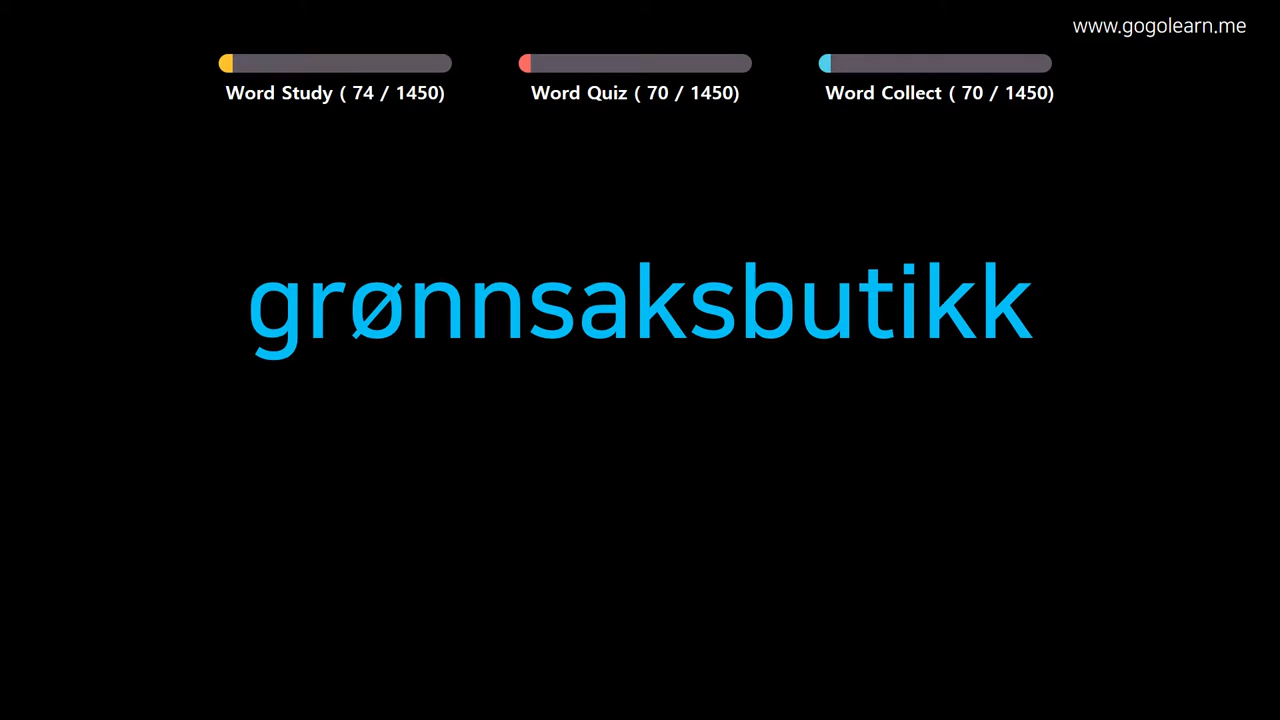 www.gogolearn.me
Word Study ( 74 / 1450)
Word Quiz ( 70 / 1450)
Word Collect ( 70 / 1450)
grønnsaksbutikk